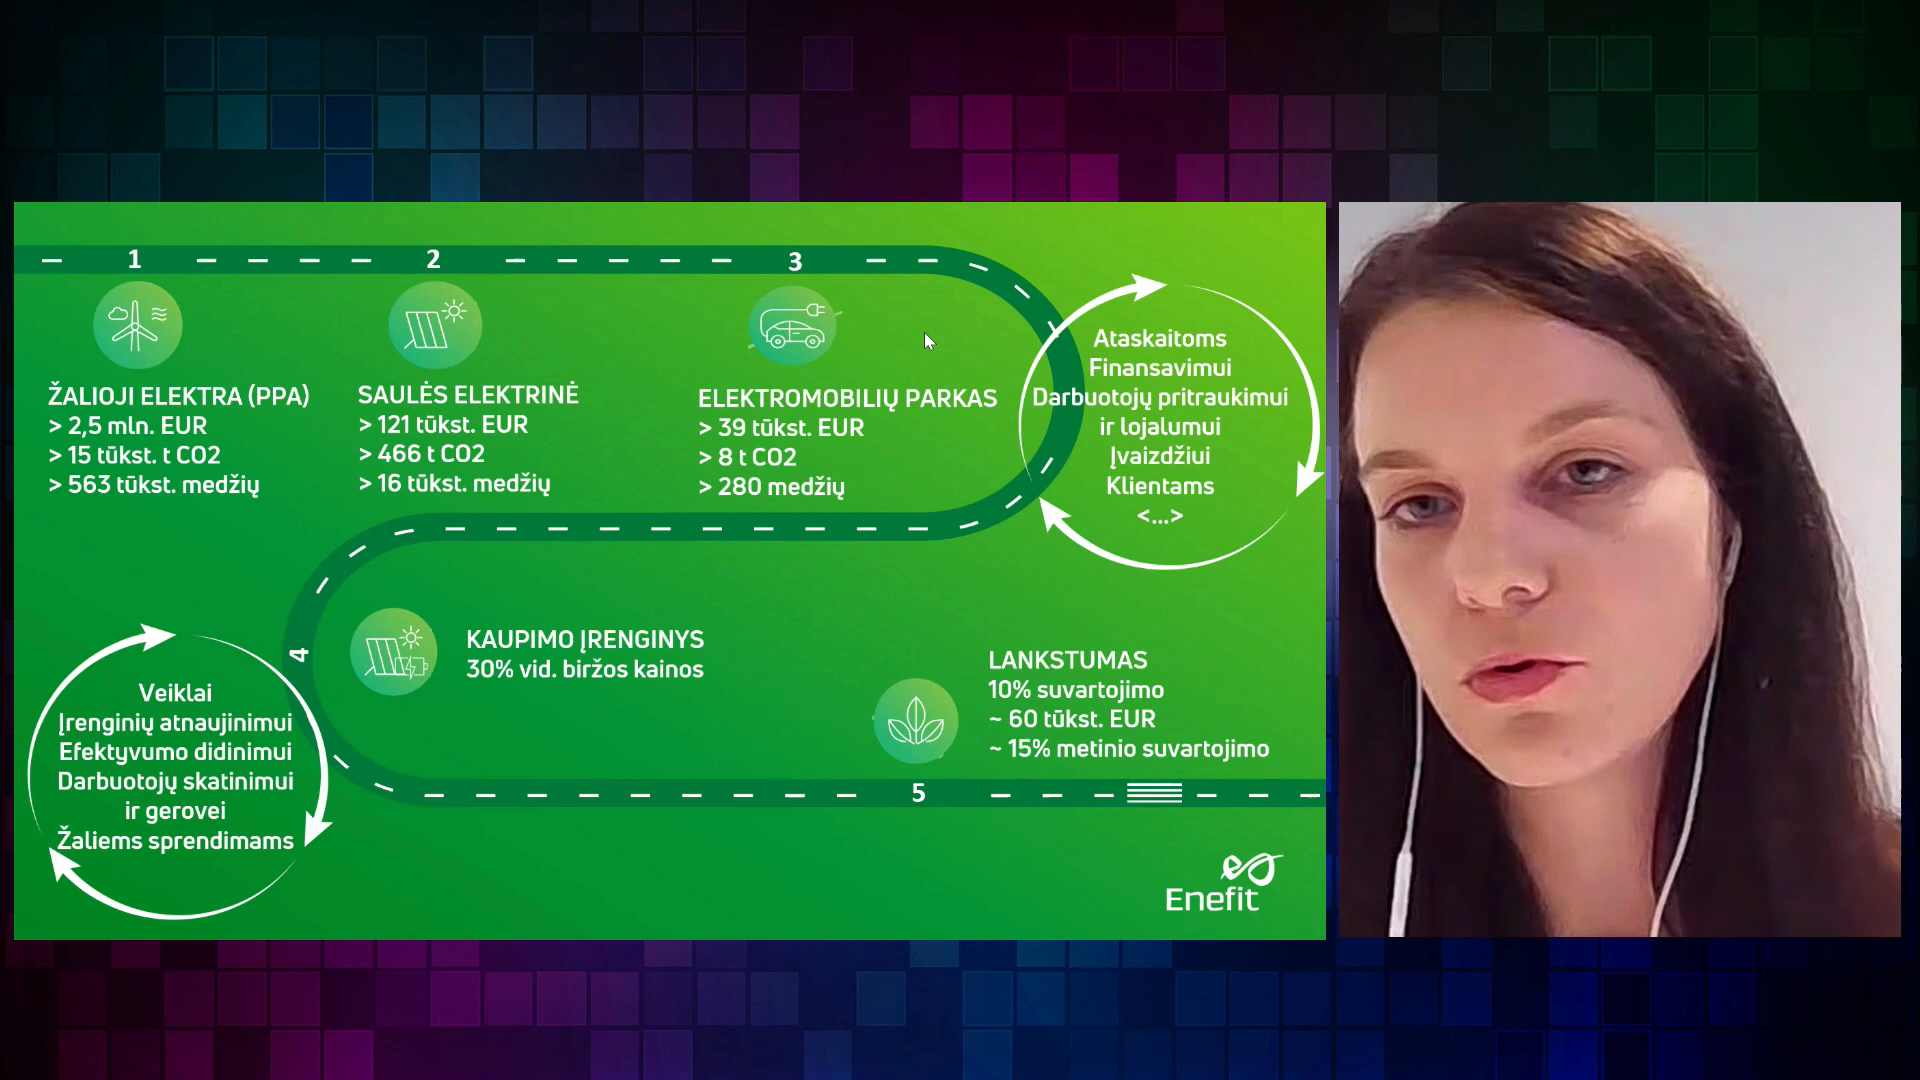 1
2
3
ŽALIOJI ELEKTRA (PPA)
> 2,5 mln. EUR
> 15 tūkst. t CO2
> 563 tūkst. medžių
SAULĖS ELEKTRINĖ
> 121 tūkst. EUR
> 466 t CO2
> 16 tūkst. medžių
ELEKTROMOBILIŲ PARKAS
> 39 tūkst. EUR
> 8 t CO2
> 280 medžių
Ataskaitoms
Finansavimui
Darbuotojų pritraukimui
ir lojalumui
Įvaizdžiui
Klientams
<...>
4
KAUPIMO ĮRENGINYS
30% vid. biržos kainos
Veiklai
Įrenginių atnaujinimui
Efektyvumo didinimui
Darbuotojų skatinimui
ir gerovei
Žaliems sprendimams
LANKSTUMAS
10% suvartojimo
~ 60 tūkst. EUR
~ 15% metinio suvartojimo
5
Enefit